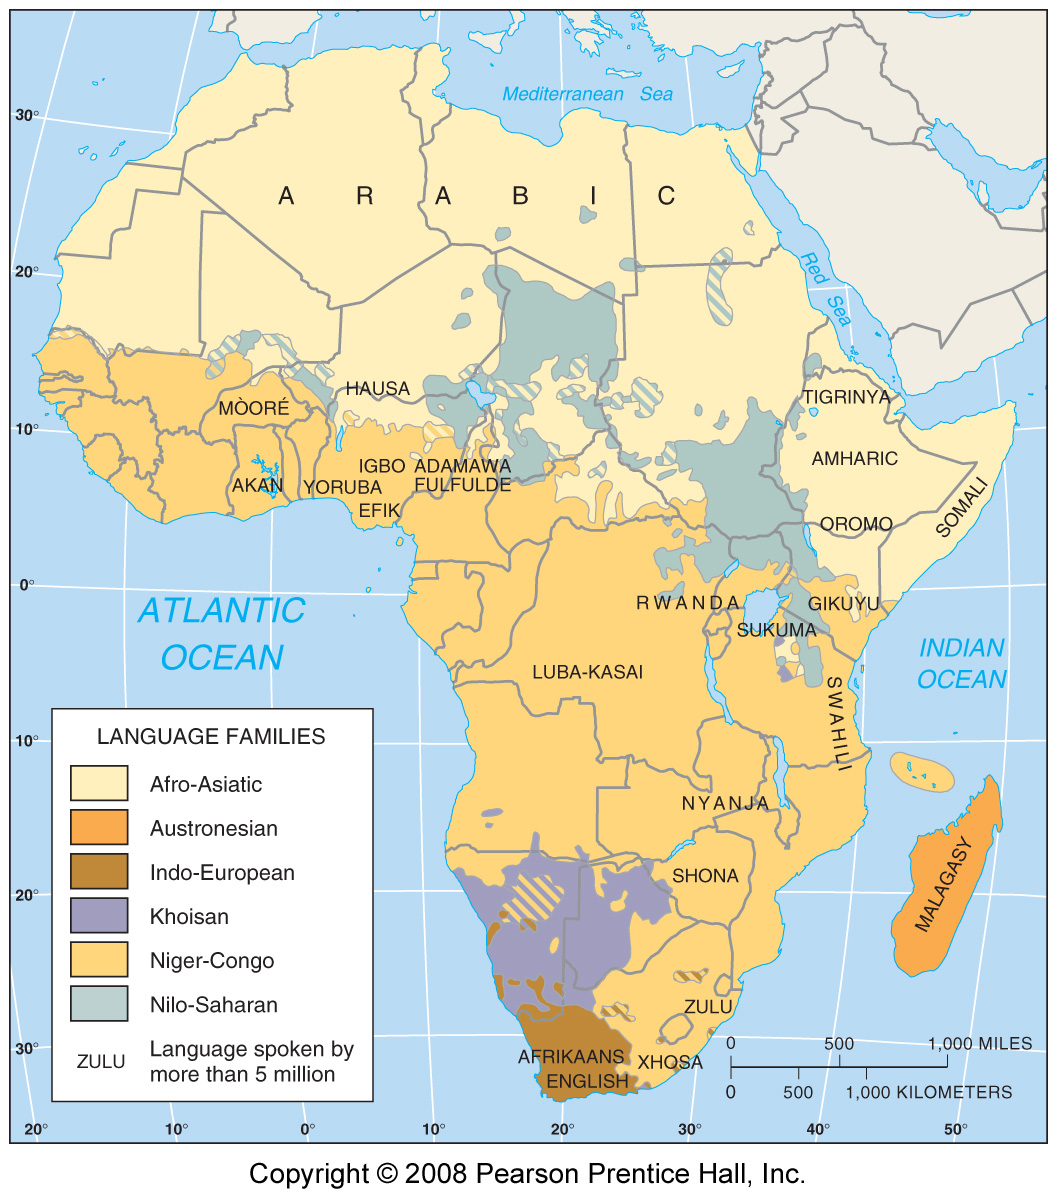 Mediterranean Sea
30°
A R A B I C
20°
Red Sea
HAUSA
TIGRINYA
MÒORÉ
10°
IGBO
ADAMAWA
FULFULDE
AMHARIC
AKAN
YORUBA
EFIK
OROMO
SOMALI
0°
ATLANTIC
OCEAN
RWANDA
GIKUYU
SUKUMA
INDIAN
OCEAN
LUBA-KASAI
SWAHILI
LANGUAGE FAMILIES
10°
Afro-Asiatic
Austronesian
Indo-European
Khoisan
Niger-Congo
Nilo-Saharan
ZULU
Language spoken by
more than 5 million
NYANJA
SHONA
MALAGASY
20°
ZULU
30°
AFRIKAANS
ENGLISH
XHOSA
0 500 1,000 MILES
0 500 1,000 KILOMETERS
20° 10° 0° 10° 20° 30° 40° 50°
Copyright © 2008 Pearson Prentice Hall, Inc.